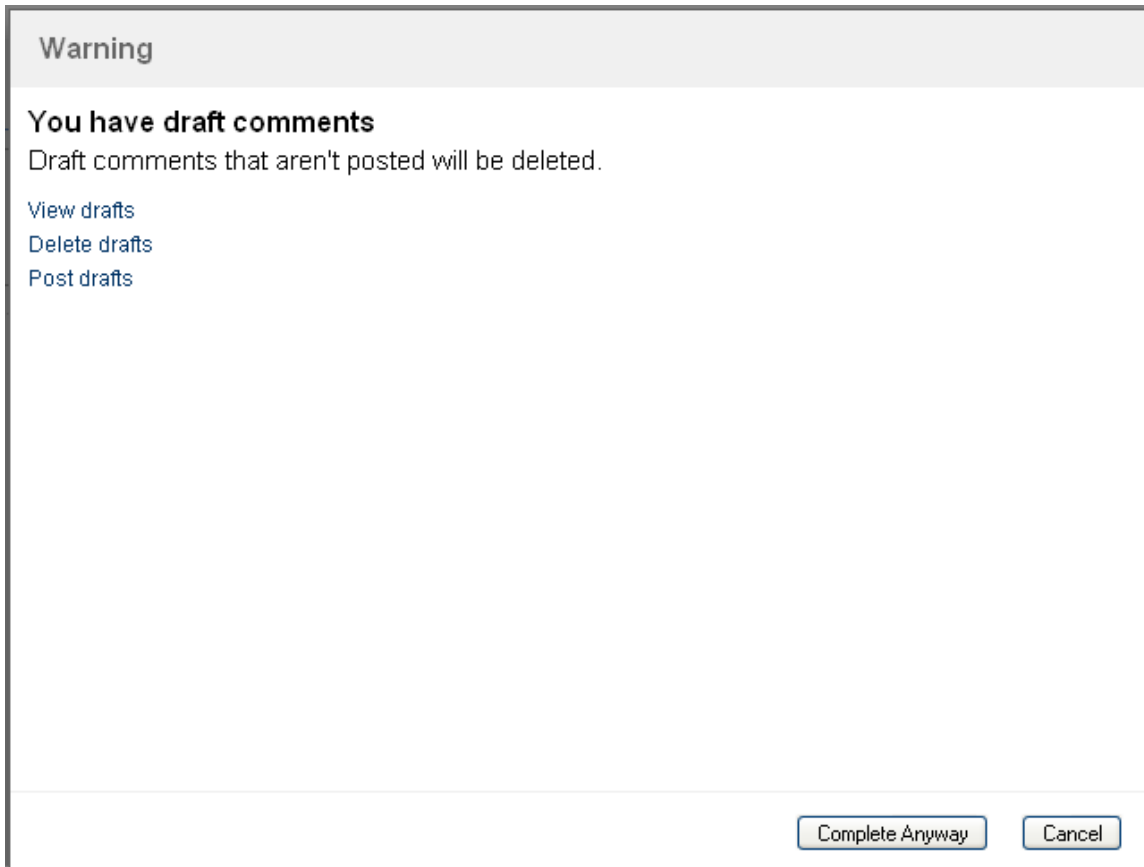 Warning
You have draft comments
Draft comments that aren't posted will be deleted.
View drafts
Delete drafts
Post drafts
Complete Anyway
Cancel